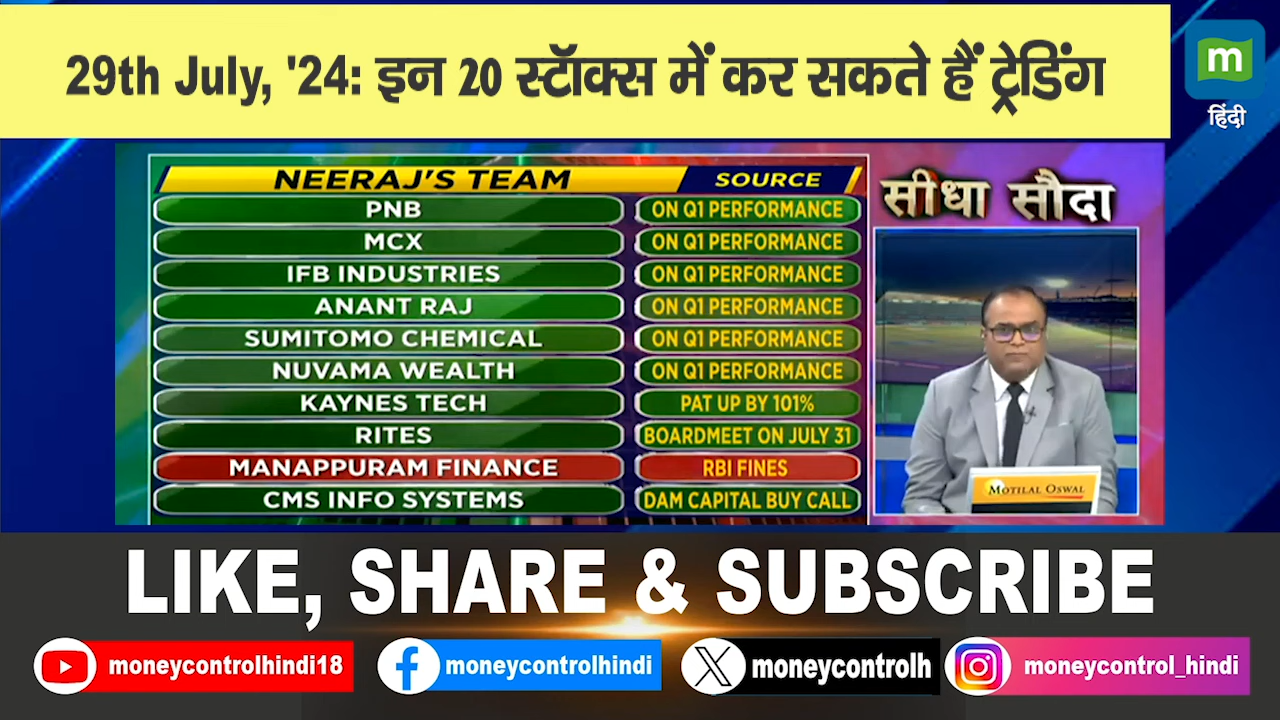 29th July, '24: इन 20 स्टॉक्स में कर सकते हैं ट्रेडिंग
m
हिंदी
NEERAJ'S TEAM SOURCE
PNB ON Q1 PERFORMANCE
MCX ON Q1 PERFORMANCE
IFB INDUSTRIES ON Q1 PERFORMANCE
ANANT RAJ ON Q1 PERFORMANCE
SUMITOMO CHEMICAL ON Q1 PERFORMANCE
NUVAMA WEALTH ON Q1 PERFORMANCE
KAYNES TECH PAT UP BY 101%
RITES BOARDMEET ON JULY 31
MANAPPURAM FINANCE RBI FINES
CMS INFO SYSTEMS DAM CAPITAL BUY CALL
सीधा सौदा
MOTILAL OSWAL
LIKE, SHARE & SUBSCRIBE
moneycontrolhindi18 moneycontrolhindi moneycontrolh moneycontrol_hindi